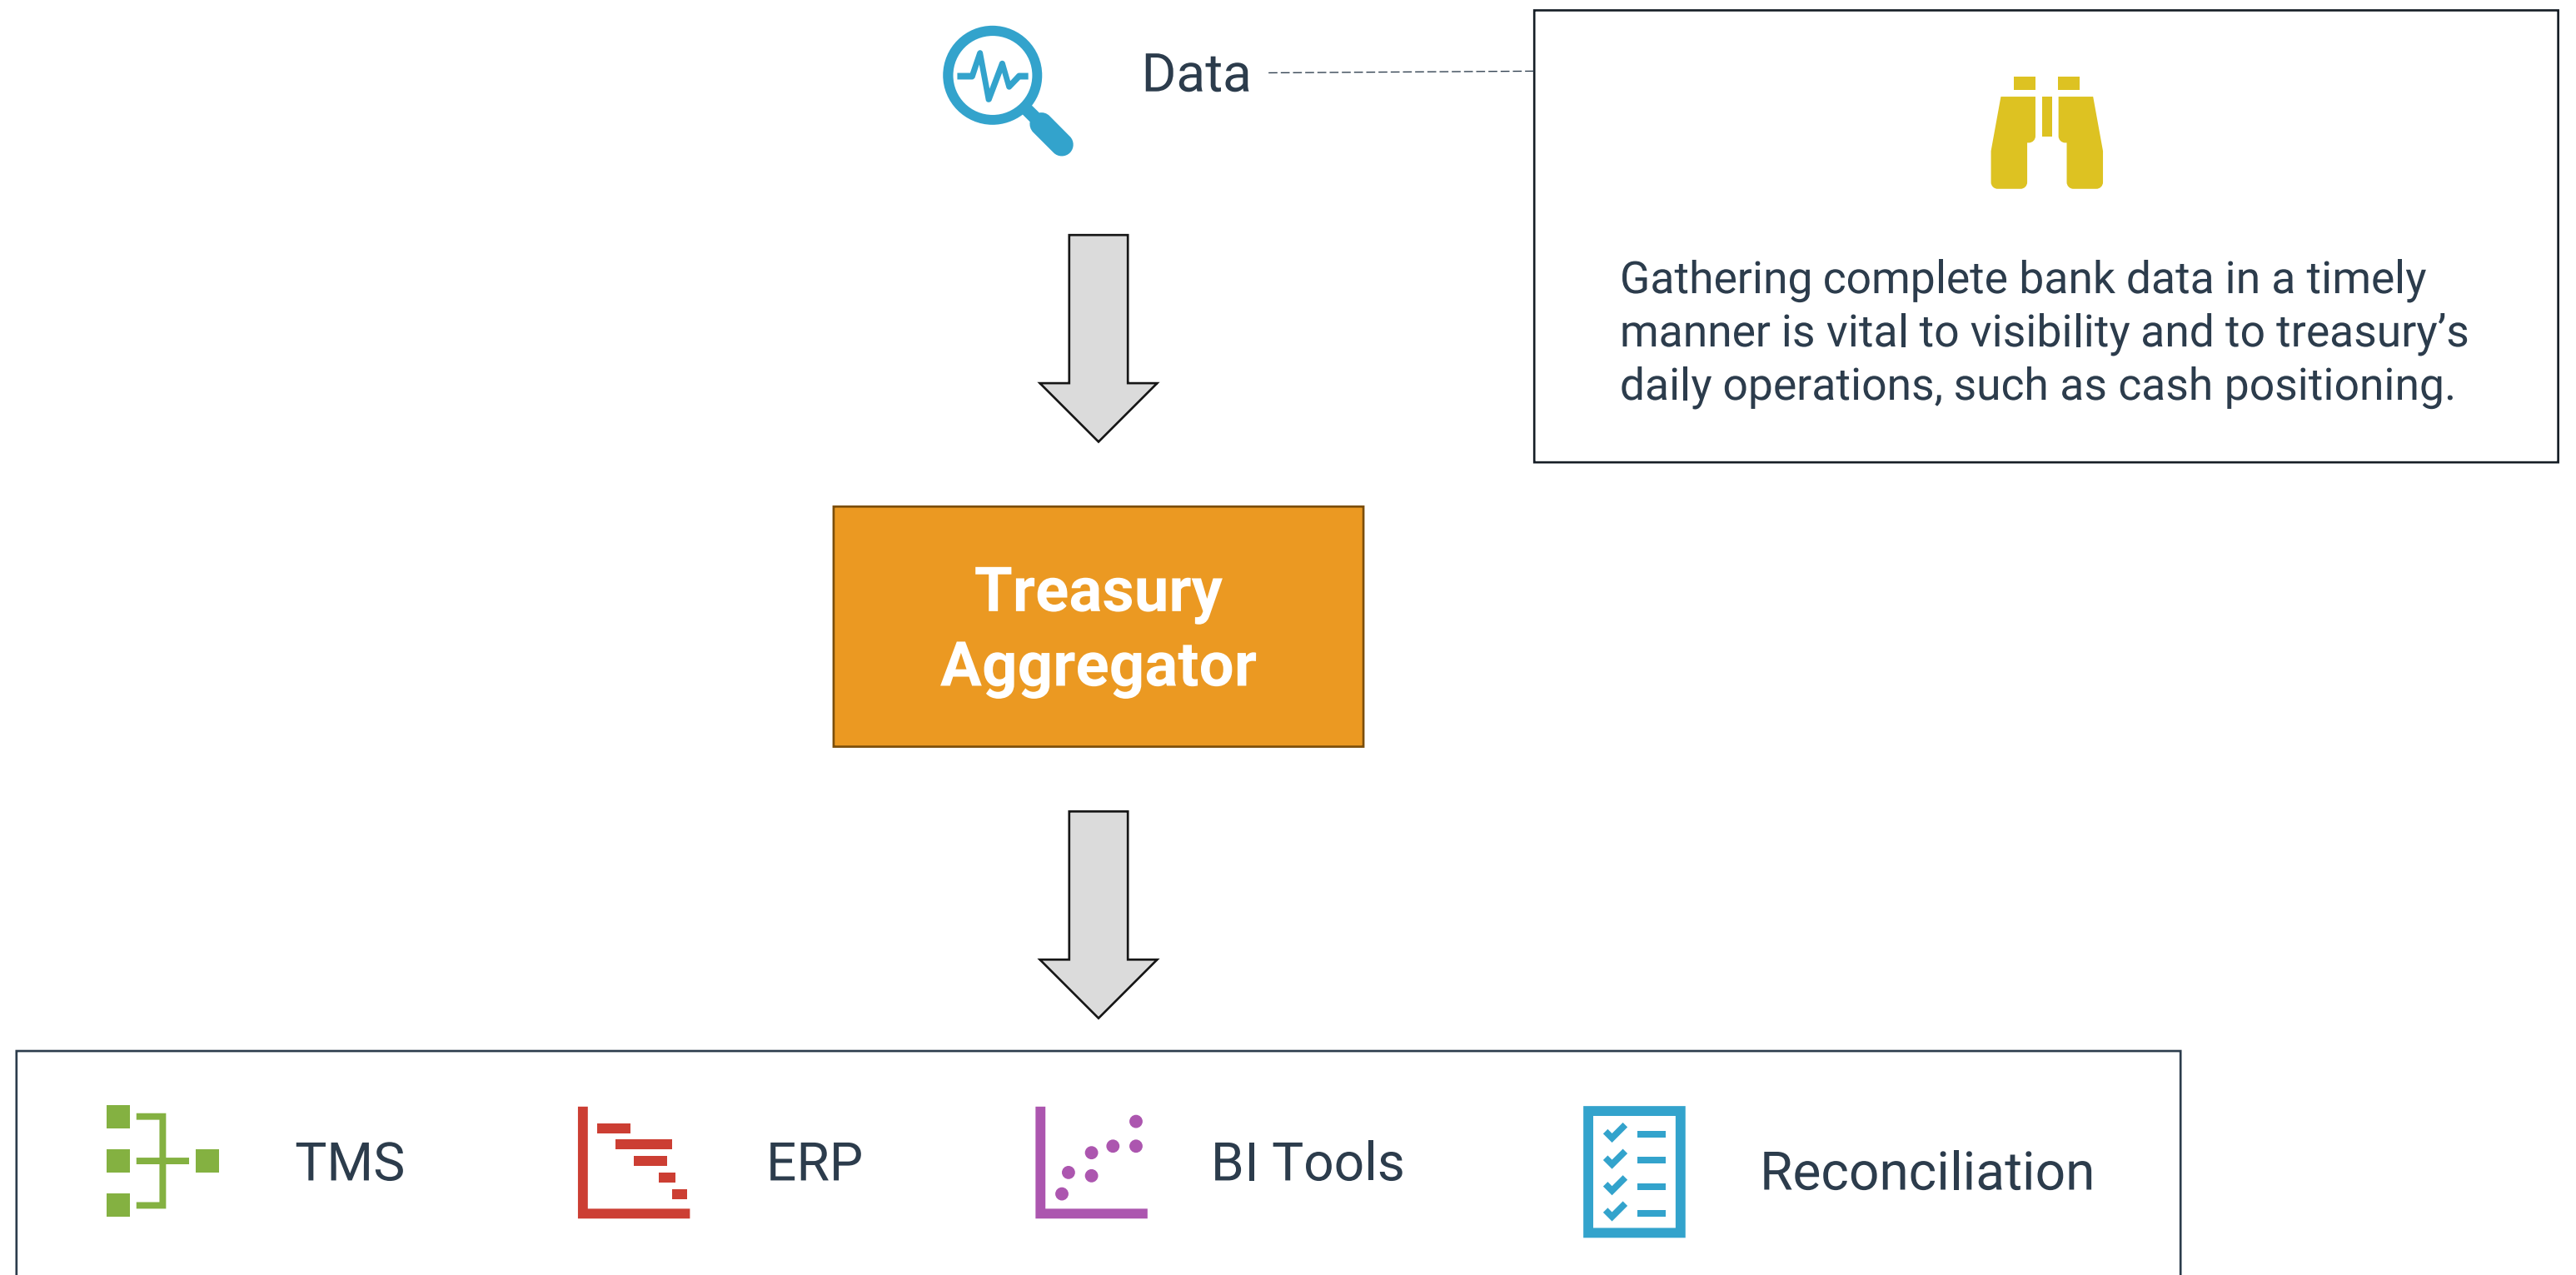 Data
Gathering complete bank data in a timely
manner is vital to visibility and to treasury’s
daily operations, such as cash positioning.
Treasury
Aggregator
TMS
ERP
BI Tools
Reconciliation